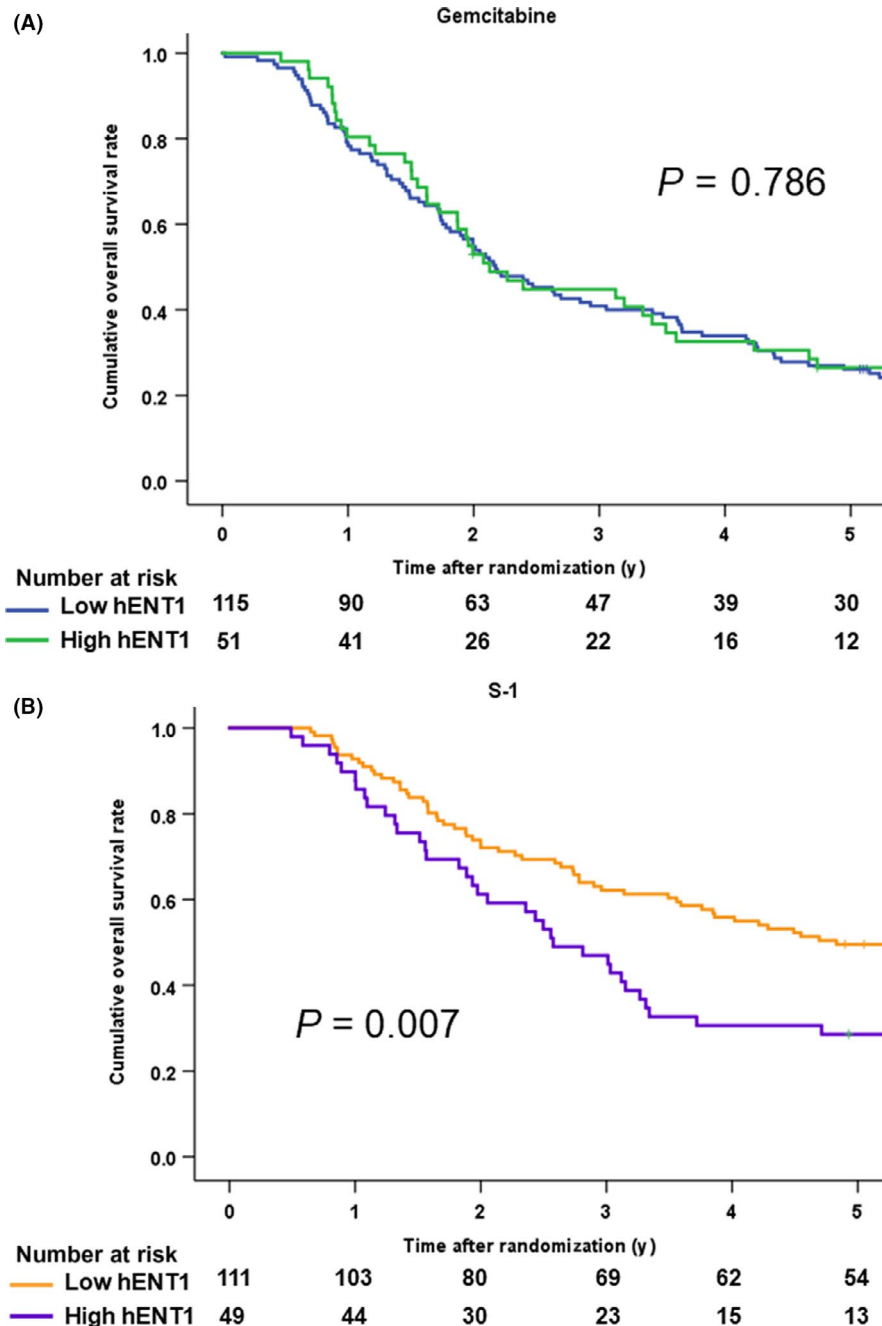 (A)
Gemcitabine
1.0
0.8
0.6
0.4
0.2
0.0
Cumulative overall survival rate
P = 0.786
0 1 2 3 4 5
Time after randomization (y)
Number at risk
Low hENT1 115 90 63 47 39 30
High hENT1 51 41 26 22 16 12
(B)
S-1
1.0
0.8
0.6
0.4
0.2
0.0
Cumulative overall survival rate
P = 0.007
0 1 2 3 4 5
Time after randomization (y)
Number at risk
Low hENT1 111 103 80 69 62 54
High hENT1 49 44 30 23 15 13